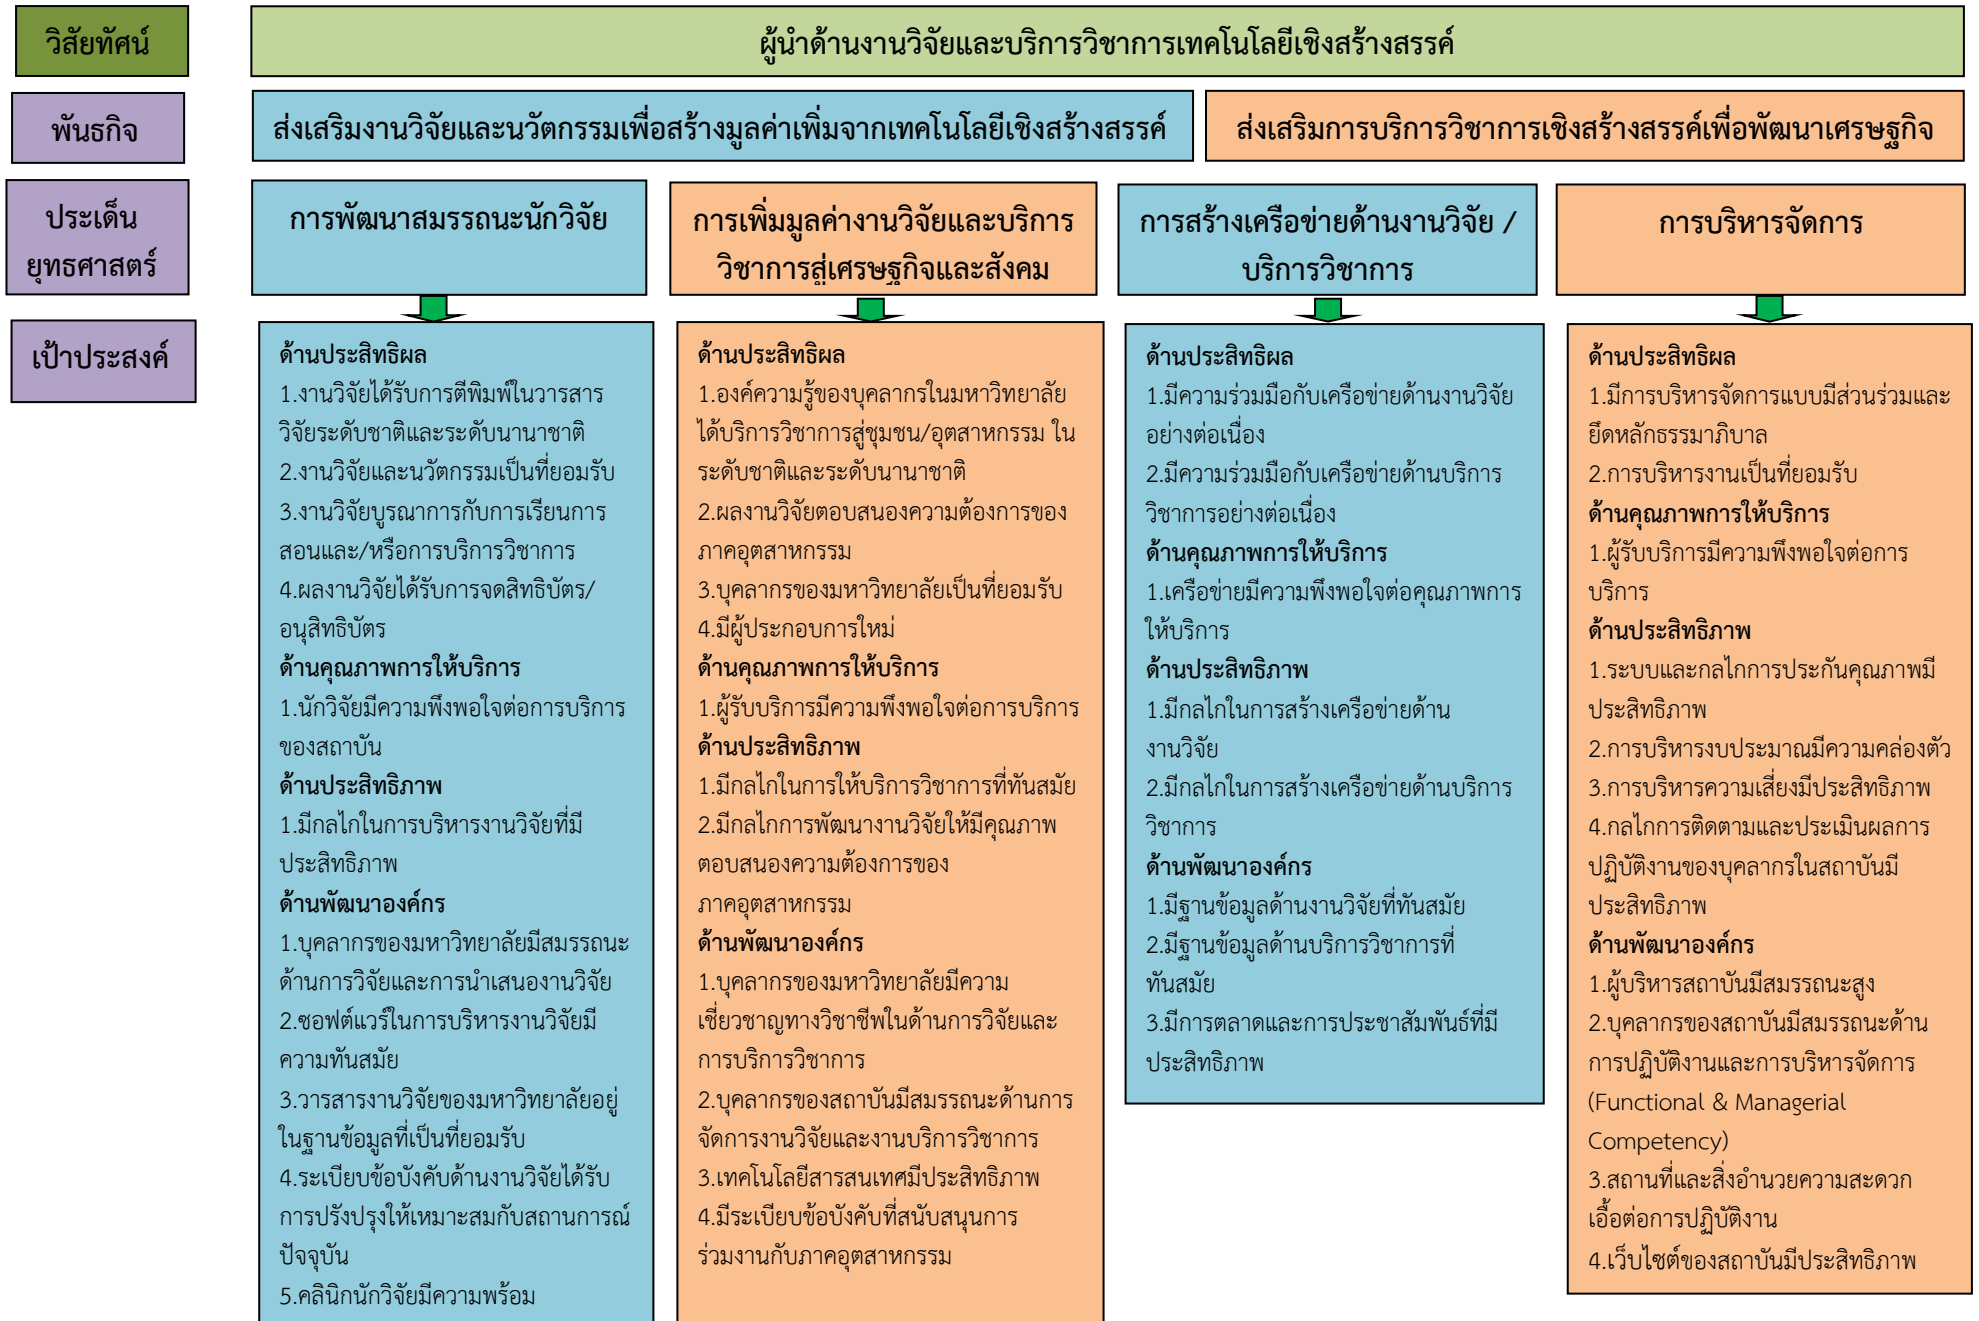 วิสัยทัศน์
ผู้นำด้านงานวิจัยและบริการวิชาการเทคโนโลยีเชิงสร้างสรรค์
พันธกิจ
ส่งเสริมงานวิจัยและนวัตกรรมเพื่อสร้างมูลค่าเพิ่มจากเทคโนโลยีเชิงสร้างสรรค์
ส่งเสริมการบริการวิชาการเชิงสร้างสรรค์เพื่อพัฒนาเศรษฐกิจ
ประเด็น
ยุทธศาสตร์
การพัฒนาสมรรถนะนักวิจัย
การเพิ่มมูลค่างานวิจัยและบริการ
วิชาการสู่เศรษฐกิจและสังคม
การสร้างเครือข่ายด้านงานวิจัย /
บริการวิชาการ
การบริหารจัดการ
เป้าประสงค์
ด้านประสิทธิผล
1.งานวิจัยได้รับการตีพิมพ์ในวารสาร
วิจัยระดับชาติและระดับนานาชาติ
2.งานวิจัยและนวัตกรรมเป็นที่ยอมรับ
3.งานวิจัยบูรณาการกับการเรียนการ
สอนและ/หรือการบริการวิชาการ
4.ผลงานวิจัยได้รับการจดสิทธิบัตร/
อนุสิทธิบัตร
ด้านคุณภาพการให้บริการ
1.นักวิจัยมีความพึงพอใจต่อการบริการ
ของสถาบัน
ด้านประสิทธิภาพ
1.มีกลไกในการบริหารงานวิจัยที่มี
ประสิทธิภาพ
ด้านพัฒนาองค์กร
1.บุคลากรของมหาวิทยาลัยมีสมรรถนะ
ด้านการวิจัยและการนำเสนองานวิจัย
2.ซอฟต์แวร์ในการบริหารงานวิจัยมี
ความทันสมัย
3.วารสารงานวิจัยของมหาวิทยาลัยอยู่
ในฐานข้อมูลที่เป็นที่ยอมรับ
4.ระเบียบข้อบังคับด้านงานวิจัยได้รับ
การปรังปรุงให้เหมาะสมกับสถานการณ์
ปัจจุบัน
5.คลินิกนักวิจัยมีความพร้อม
ด้านประสิทธิผล
1.องค์ความรู้ของบุคลากรในมหาวิทยาลัย
ได้บริการวิชาการสู่ชุมชน/อุตสาหกรรม ใน
ระดับชาติและระดับนานาชาติ
2.ผลงานวิจัยตอบสนองความต้องการของ
ภาคอุตสาหกรรม
3.บุคลากรของมหาวิทยาลัยเป็นที่ยอมรับ
4.มีผู้ประกอบการใหม่
ด้านคุณภาพการให้บริการ
1.ผู้รับบริการมีความพึงพอใจต่อการบริการ
ด้านประสิทธิภาพ
1.มีกลไกในการให้บริการวิชาการที่ทันสมัย
2.มีกลไกการพัฒนางานวิจัยให้มีคุณภาพ
ตอบสนองความต้องการของ
ภาคอุตสาหกรรม
ด้านพัฒนาองค์กร
1.บุคลากรของมหาวิทยาลัยมีความ
เชี่ยวชาญทางวิชาชีพในด้านการวิจัยและ
การบริการวิชาการ
2.บุคลากรของสถาบันมีสมรรถนะด้านการ
จัดการงานวิจัยและงานบริการวิชาการ
3.เทคโนโลยีสารสนเทศมีประสิทธิภาพ
4.มีระเบียบข้อบังคับที่สนับสนุนการ
ร่วมงานกับภาคอุตสาหกรรม
ด้านประสิทธิผล
1.มีความร่วมมือกับเครือข่ายด้านงานวิจัย
อย่างต่อเนื่อง
2.มีความร่วมมือกับเครือข่ายด้านบริการ
วิชาการอย่างต่อเนื่อง
ด้านคุณภาพการให้บริการ
1.เครือข่ายมีความพึงพอใจต่อคุณภาพการ
ให้บริการ
ด้านประสิทธิภาพ
1.มีกลไกในการสร้างเครือข่ายด้าน
งานวิจัย
2.มีกลไกในการสร้างเครือข่ายด้านบริการ
วิชาการ
ด้านพัฒนาองค์กร
1.มีฐานข้อมูลด้านงานวิจัยที่ทันสมัย
2.มีฐานข้อมูลด้านบริการวิชาการที่
ทันสมัย
3.มีการตลาดและการประชาสัมพันธ์ที่มี
ประสิทธิภาพ
ด้านประสิทธิผล
1.มีการบริหารจัดการแบบมีส่วนร่วมและ
ยึดหลักธรรมาภิบาล
2.การบริหารงานเป็นที่ยอมรับ
ด้านคุณภาพการให้บริการ
1.ผู้รับบริการมีความพึงพอใจต่อการ
บริการ
ด้านประสิทธิภาพ
1.ระบบและกลไกการประกันคุณภาพมี
ประสิทธิภาพ
2.การบริหารงบประมาณมีความคล่องตัว
3.การบริหารความเสี่ยงมีประสิทธิภาพ
4.กลไกการติดตามและประเมินผลการ
ปฏิบัติงานของบุคลากรในสถาบันมี
ประสิทธิภาพ
ด้านพัฒนาองค์กร
1.ผู้บริหารสถาบันมีสมรรถนะสูง
2.บุคลากรของสถาบันมีสมรรถนะด้าน
การปฏิบัติงานและการบริหารจัดการ
(Functional & Managerial
Competency)
3.สถานที่และสิ่งอำนวยความสะดวก
เอื้อต่อการปฏิบัติงาน
4.เว็บไซต์ของสถาบันมีประสิทธิภาพ